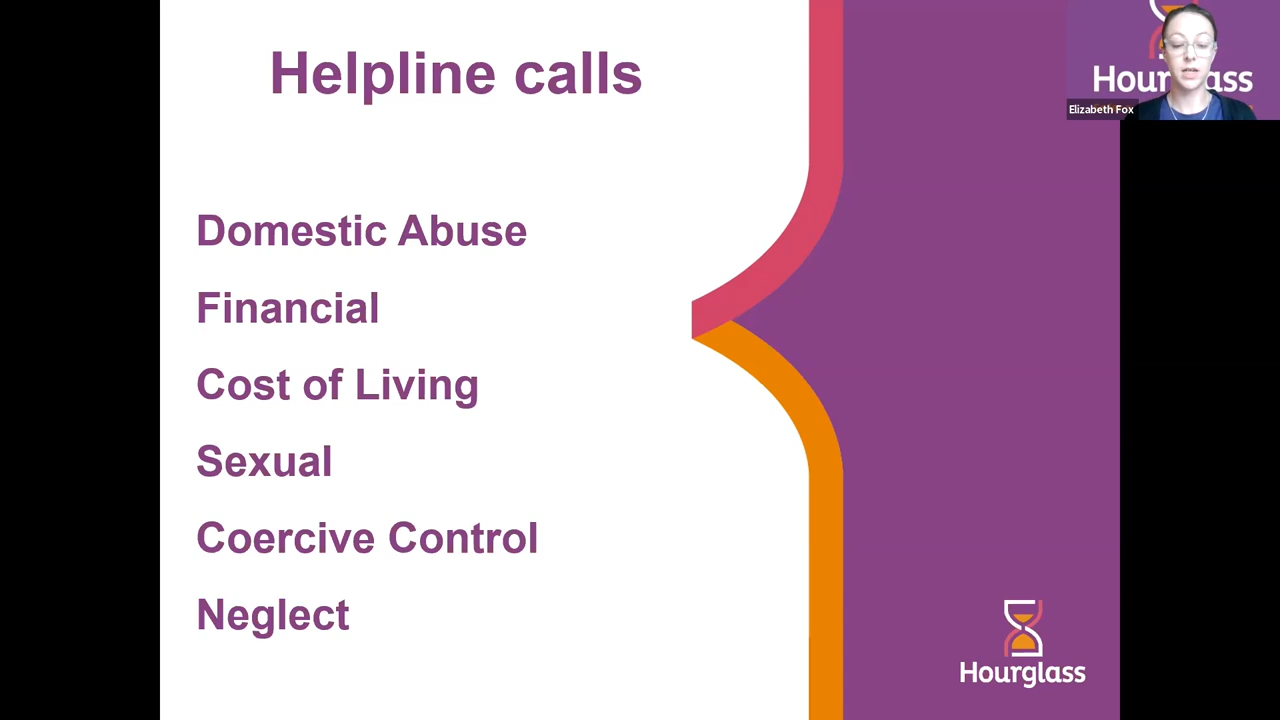 Helpline calls
Domestic Abuse
Financial
Cost of Living
Sexual
Coercive Control
Neglect
Hourglass
Elizabeth Fox
Hourglass